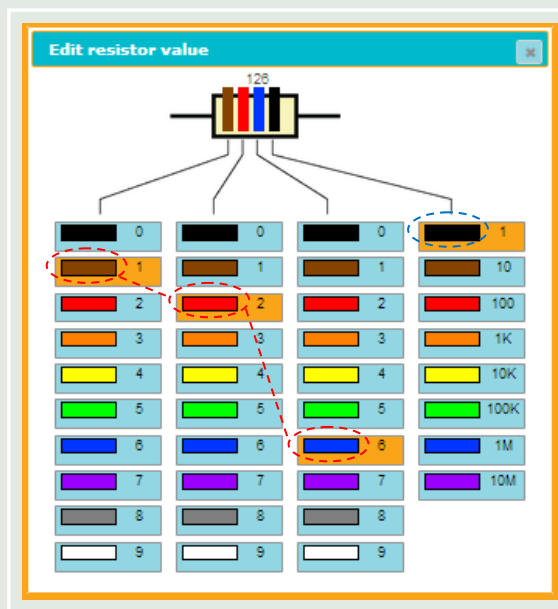 Edit resistor value
×
126
0 0 0 1
1 1 1 10
2 2 2 100
3 3 3 1K
4 4 4 10K
5 5 5 100K
6 6 6 1M
7 7 7 10M
8 8 8
9 9 9